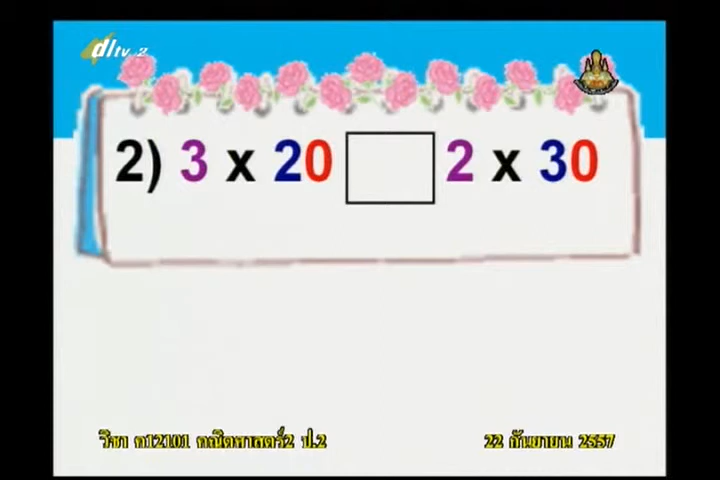 dltv 2
2) 3 x 20 2 x 30
วิชา ค12101 คณิตศาสตร์2 ป.2
22 กันยายน 2557